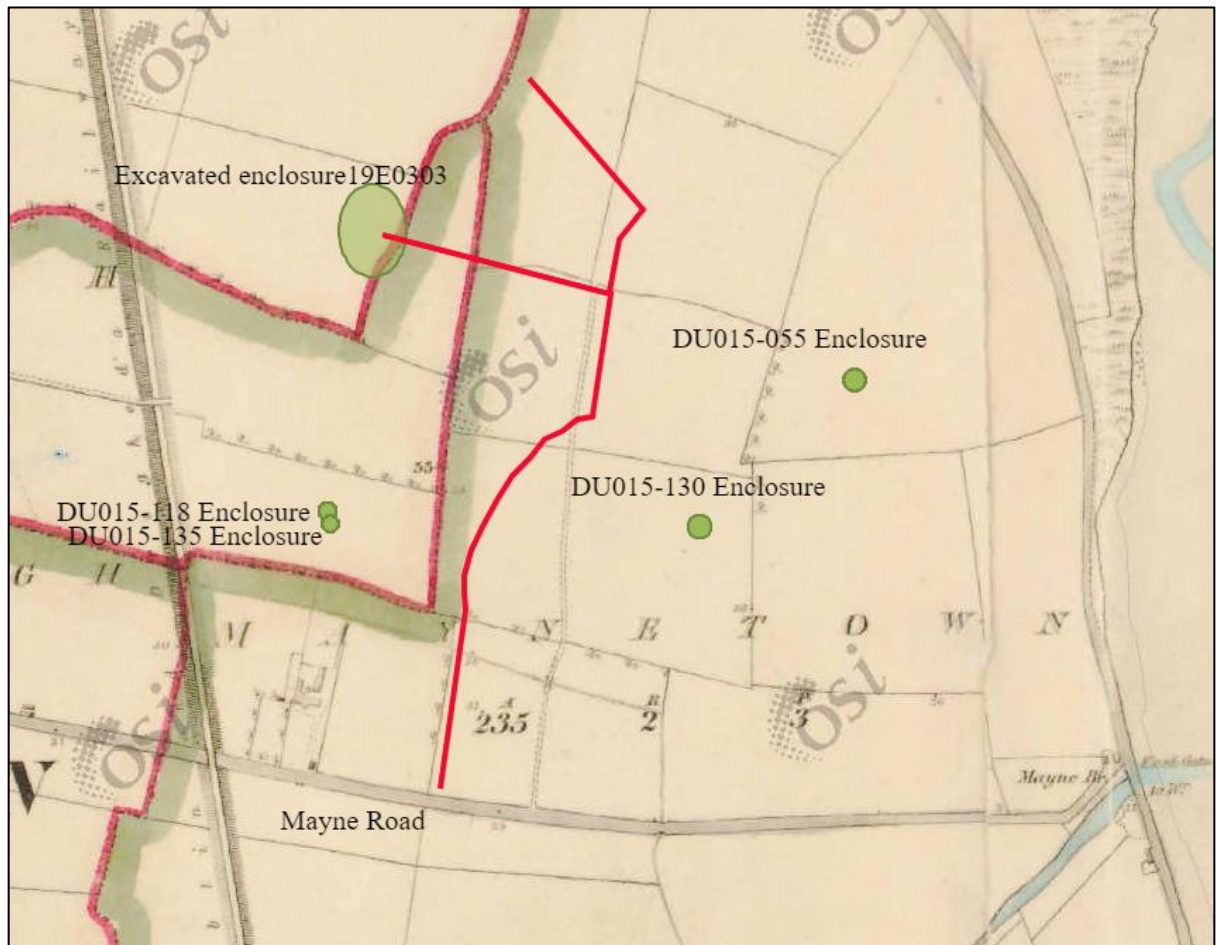 osi
osi
Excavated enclosure19E0303
H
DU015-055 Enclosure
osi
55
DU015-130 Enclosure
DU015-118 Enclosure
DU015-135 Enclosure
G H
M A Y N E T O W N
osi
osi
A R P
235 2 3
Mayne Br.
V
Mayne Road